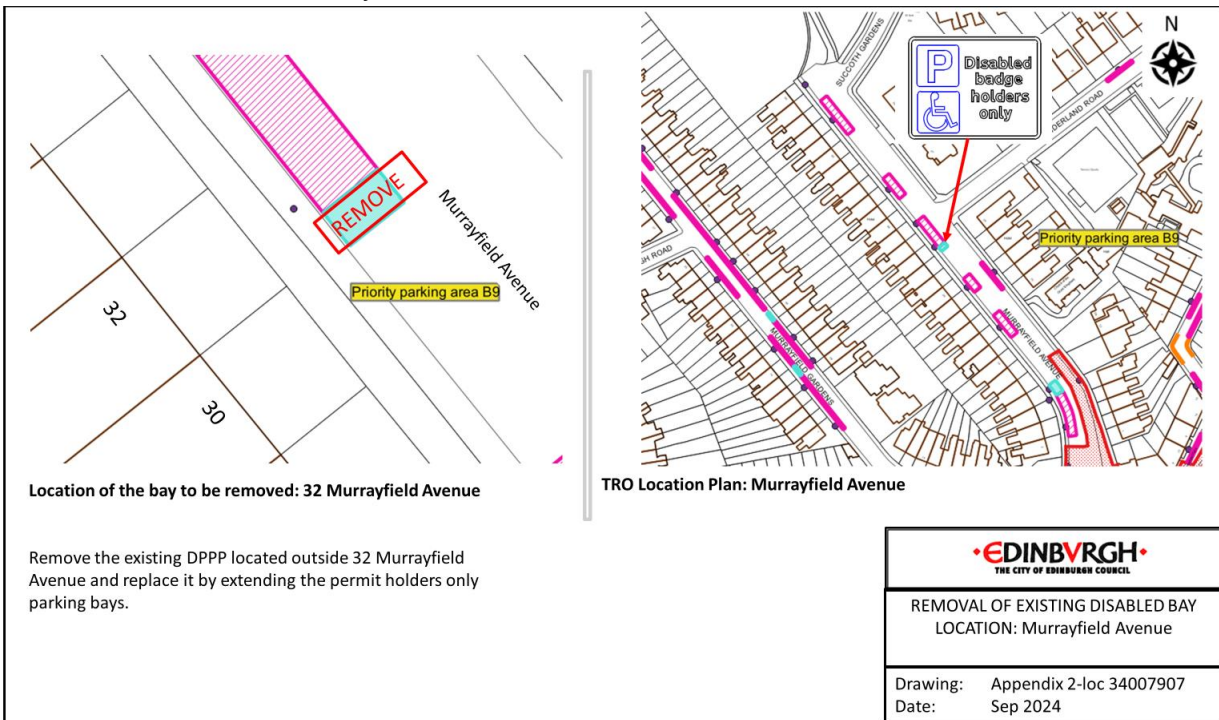 REMOVE
Murrayfield Avenue
Priority parking area B9
32
30
Location of the bay to be removed: 32 Murrayfield Avenue
Remove the existing DPPP located outside 32 Murrayfield
Avenue and replace it by extending the permit holders only
parking bays.
N
SUCCOTH GARDENS
P
Disabled
badge
holders
only
DERLAND ROAD
Priority parking area B9
GH ROAD
MURRAYFIELD AVENUE
MURRAYFIELD GARDENS
TRO Location Plan: Murrayfield Avenue
•EDINBVRGH•
THE CITY OF EDINBURGH COUNCIL
REMOVAL OF EXISTING DISABLED BAY
LOCATION: Murrayfield Avenue
Drawing: Appendix 2-loc 34007907
Date: Sep 2024